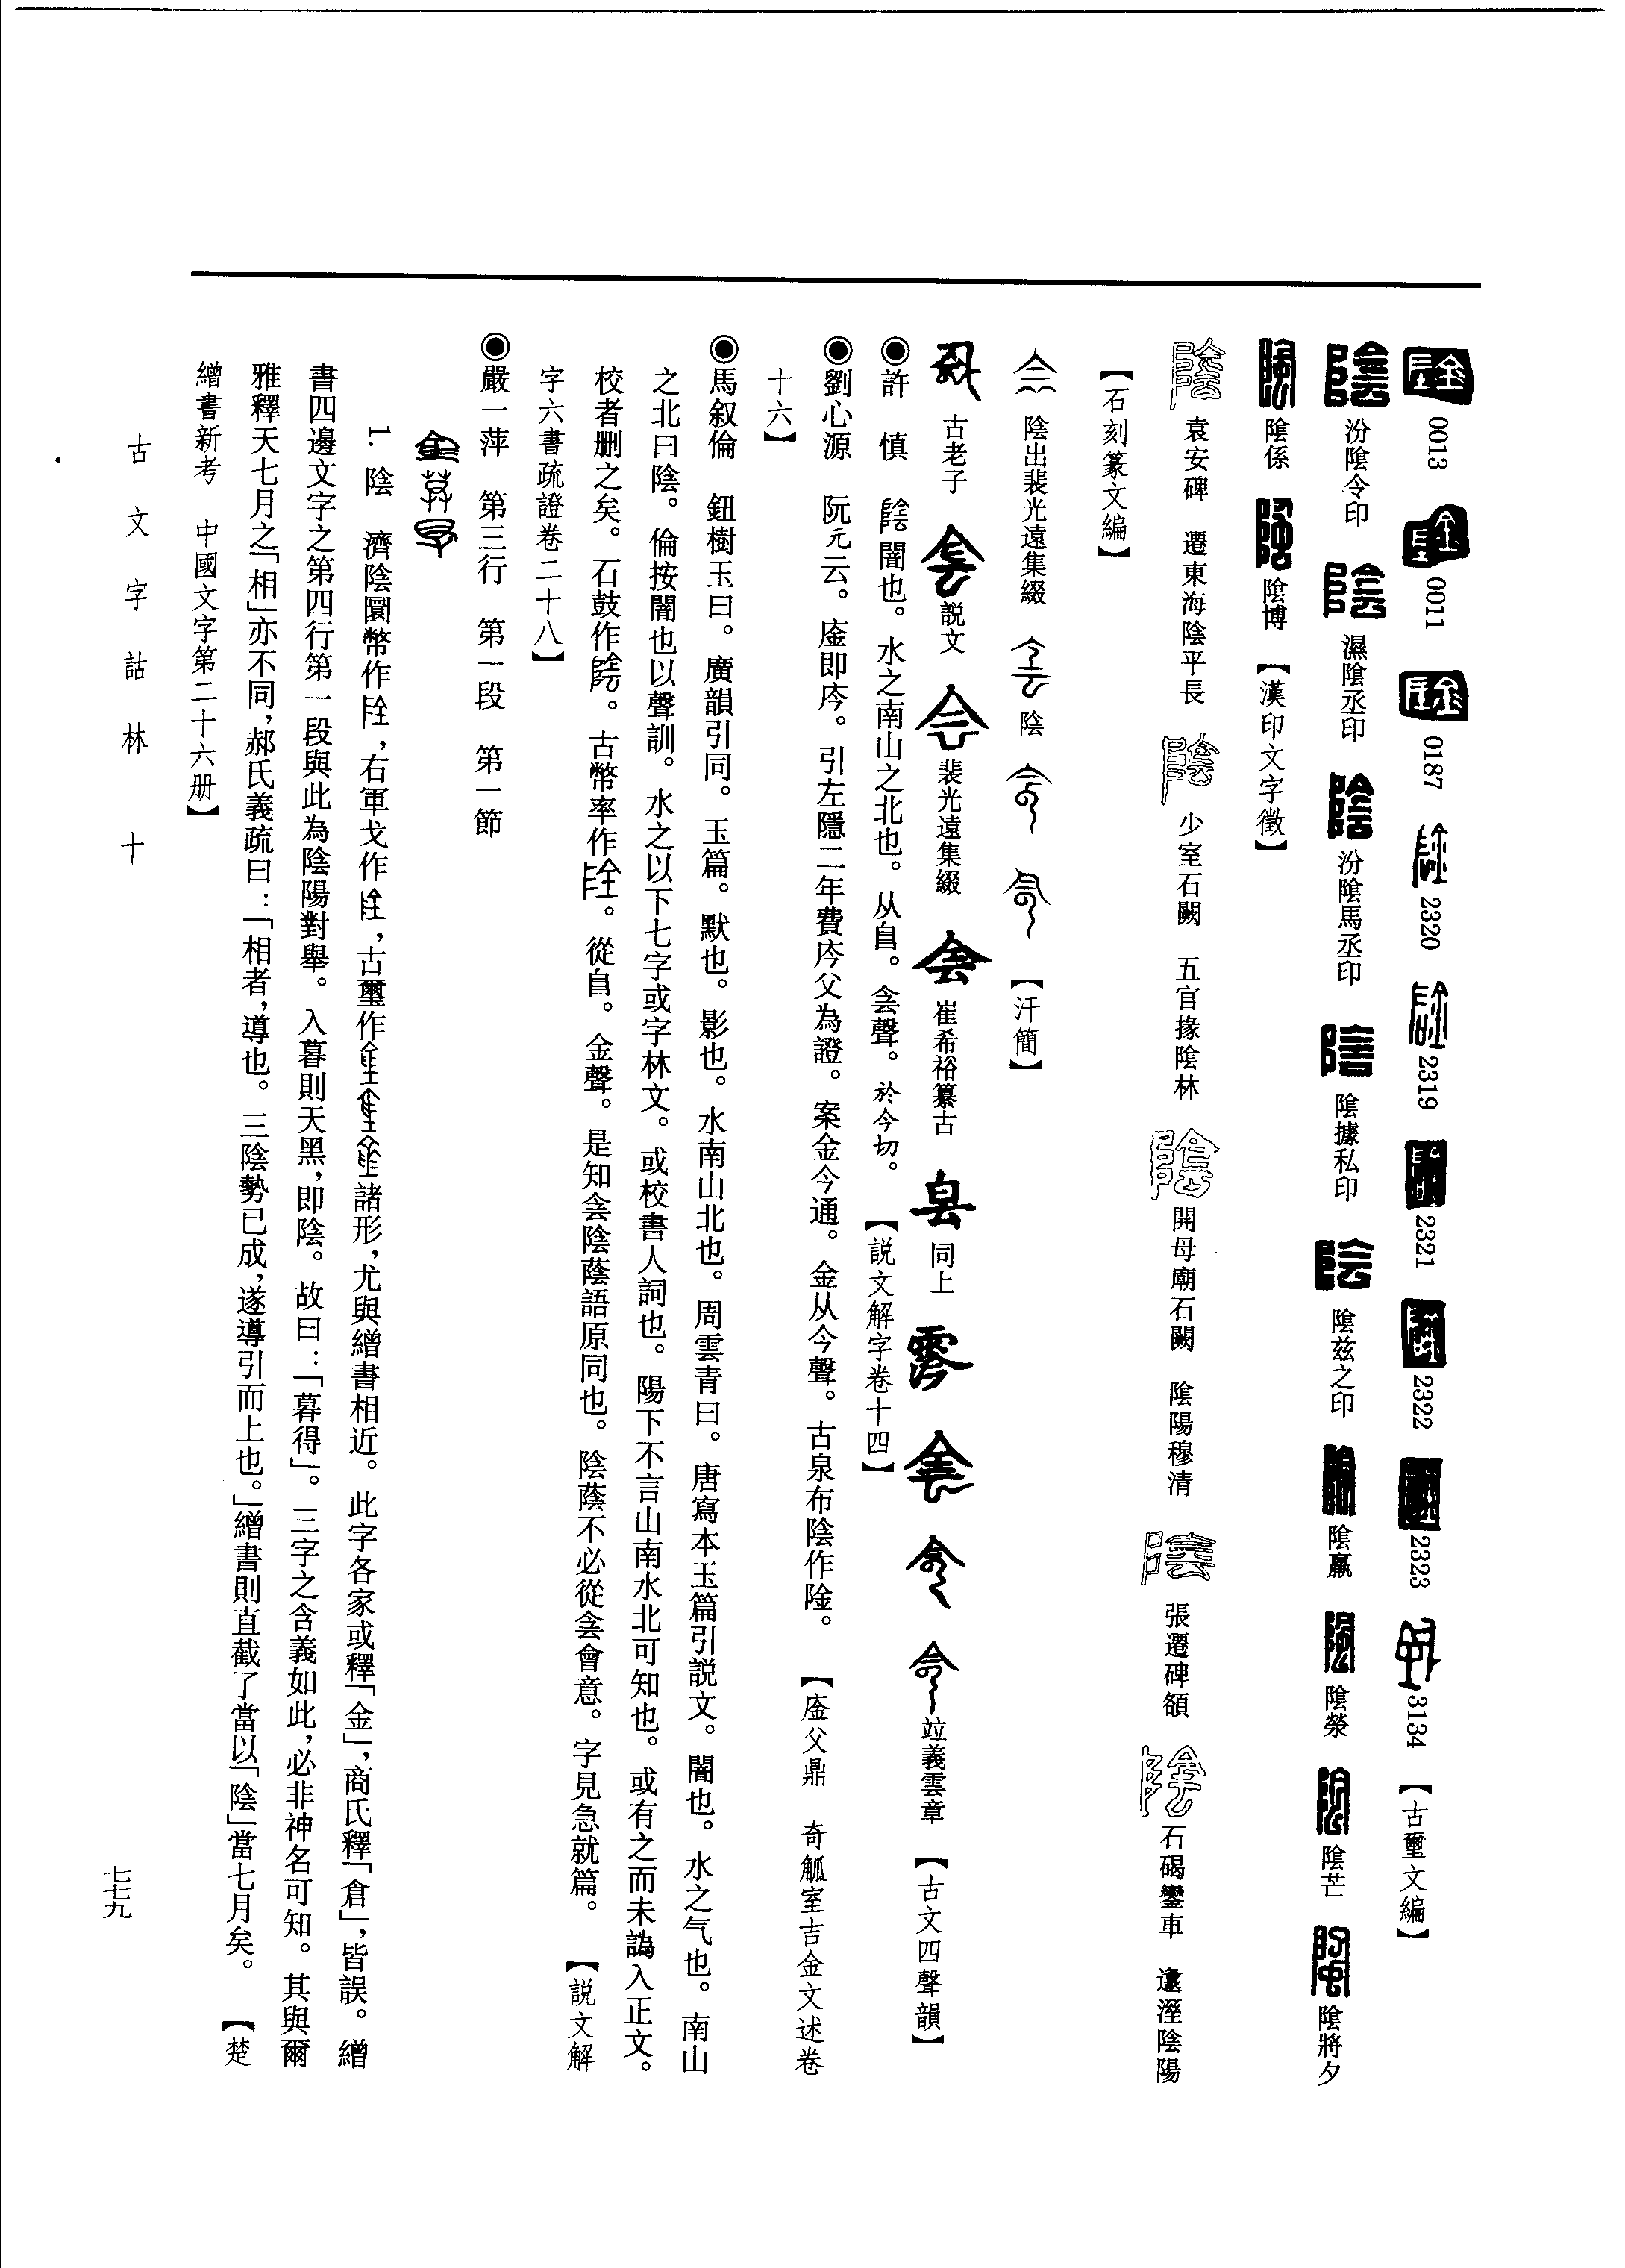 0013 0011 0187 2320 2319 2321 2322 2323 3134 【古璽文編】
汾陰令印 濕陰丞印 汾陰馬丞印 陰據私印 陰兹之印 陰嬴 陰榮 陰芒 陰將夕
陰係 陰博 【漢印文字徵】
袁安碑 遷東海陰平長 少室石闕 五官掾陰林 開母廟石闕 陰陽穆清 張遷碑額 石碣鑾車 邍溼陰陽
【石刻篆文編】
陰出裴光遠集綴 陰 【汗簡】
古老子 説文 裴光遠集綴 崔希裕纂古 同上 竝義雲章 【古文四聲韻】
◉許 慎 闇也。水之南山之北也。从𨸏。侌聲。於今切。 【説文解字卷十四】
◉劉心源 阮元云。㕂即庈。引左隱二年費庈父為證。案金今通。金从今聲。古泉布陰作䧜。 【㕂父鼎 奇觚室吉金文述卷
十六】
◉馬叙倫 鈕樹玉曰。廣韻引同。玉篇。默也。影也。水南山北也。周雲青曰。唐寫本玉篇引説文。闇也。水之气也。南山
之北曰陰。倫按闇也以聲訓。水之以下七字或字林文。或校書人詞也。陽下不言山南水北可知也。或有之而未譌入正文。
校者删之矣。石鼓作。古幣率作。從𨸏。金聲。是知侌陰蔭語原同也。陰蔭不必從侌會意。字見急就篇。 【説文解
字六書疏證卷二十八】
◉嚴一萍 第三行 第一段 第一節
1. 陰 濟陰圜幣作，右軍戈作，古璽作諸形，尤與繒書相近。此字各家或釋「金」，商氏釋「倉」，皆誤。繒
書四邊文字之第四行第一段與此為陰陽對舉。入暮則天黑，即陰。故曰：「暮得」。三字之含義如此，必非神名可知。其與爾
雅釋天七月之「相」亦不同，郝氏義疏曰：「相者，導也。三陰勢已成，遂導引而上也。」繒書則直截了當以「陰」當七月矣。 【楚
繒書新考 中國文字第二十六册】
古文字詁林 十
七七九